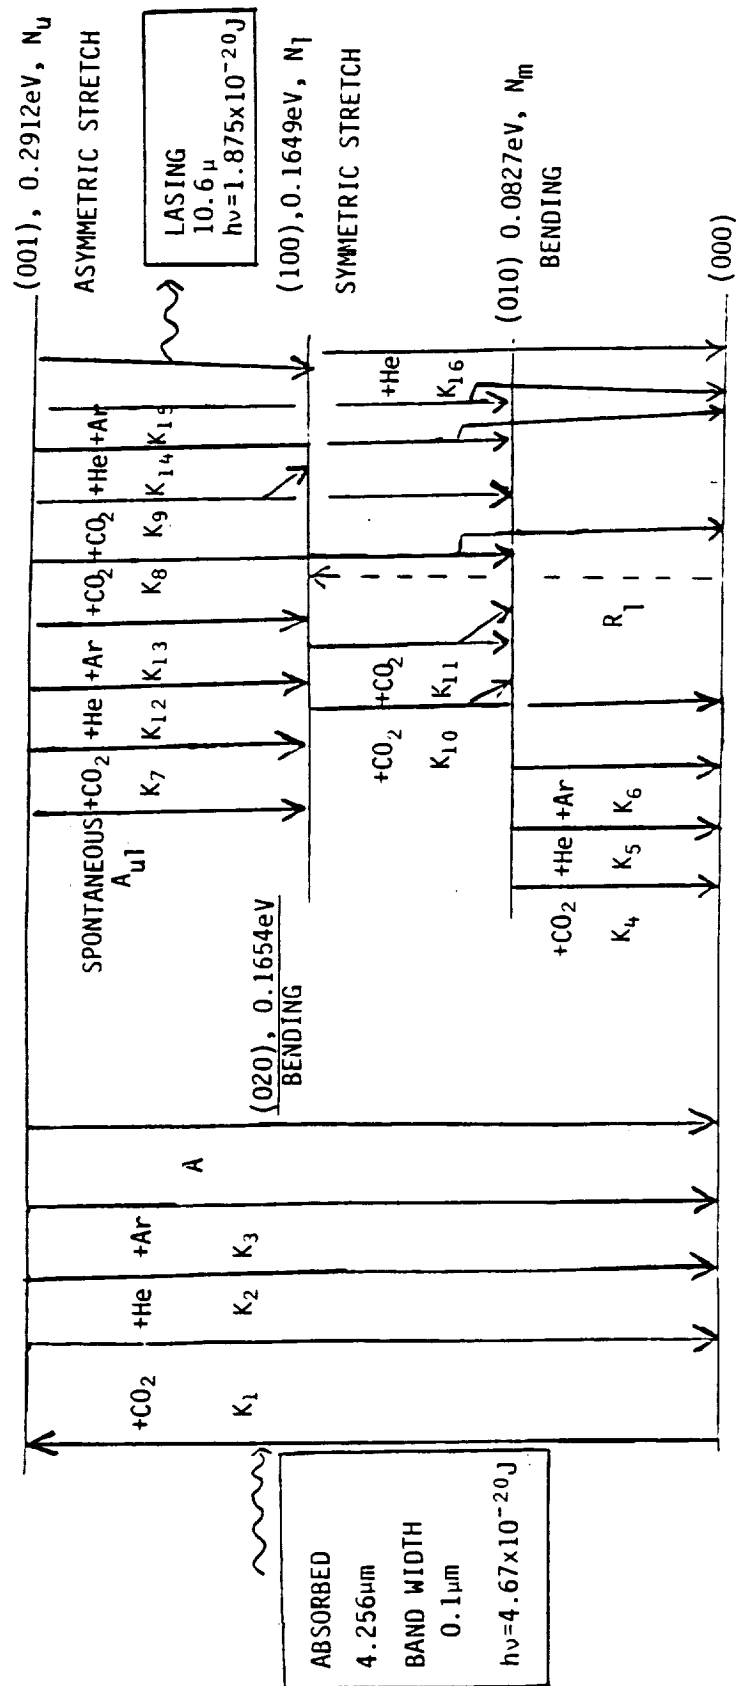 (001), 0.2912eV, Nu
ASYMMETRIC STRETCH
LASING
10.6 μ
hν=1.875x10⁻²⁰J
(100),0.1649eV, Nl
SYMMETRIC STRETCH
(010) 0.0827eV, Nm
BENDING
(000)
ABSORBED
4.256μm
BAND WIDTH
0.1μm
hν=4.67x10⁻²⁰J
+CO₂
K₁
+He
K₂
+Ar
K₃
A
(020), 0.1654eV
BENDING
SPONTANEOUS
Aul
+CO₂
K₇
+He
K₁₂
+Ar
K₁₃
+CO₂
K₈
+CO₂
K₉
+He
K₁₄
+Ar
K₁₅
+CO₂
K₁₀
+CO₂
K₁₁
+He
K₁₆
Rl
+CO₂
K₄
+He
K₅
+Ar
K₆